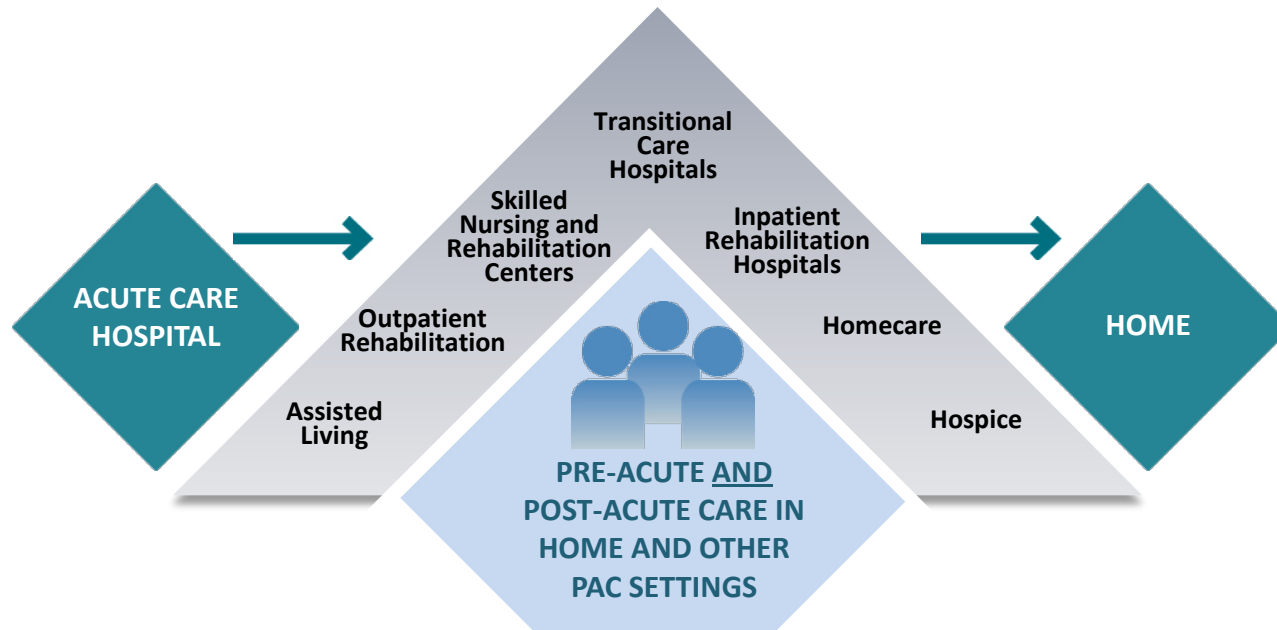 Transitional
Care
Hospitals
Skilled
Nursing and
Rehabilitation
Centers
Inpatient
Rehabilitation
Hospitals
ACUTE CARE
HOSPITAL
Outpatient
Rehabilitation
Homecare
HOME
Assisted
Living
Hospice
PRE-ACUTE AND
POST-ACUTE CARE IN
HOME AND OTHER
PAC SETTINGS